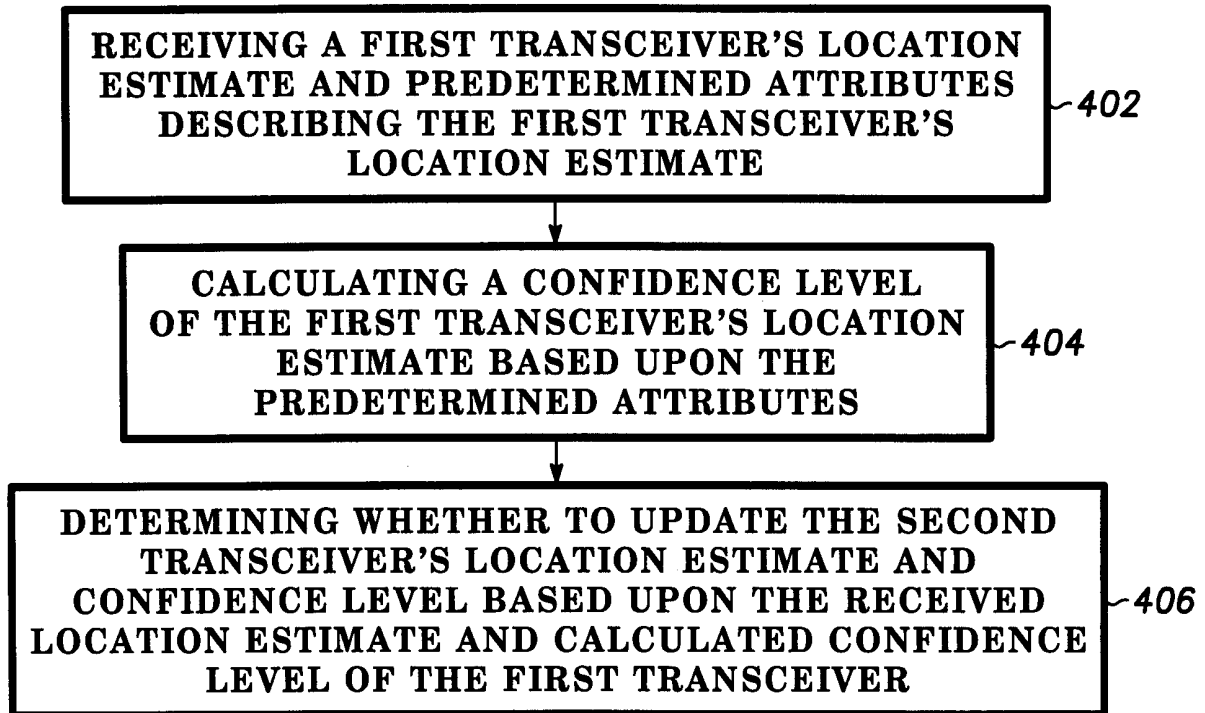 RECEIVING A FIRST TRANSCEIVER'S LOCATION
ESTIMATE AND PREDETERMINED ATTRIBUTES
DESCRIBING THE FIRST TRANSCEIVER'S
LOCATION ESTIMATE
402
CALCULATING A CONFIDENCE LEVEL
OF THE FIRST TRANSCEIVER'S LOCATION
ESTIMATE BASED UPON THE
PREDETERMINED ATTRIBUTES
404
DETERMINING WHETHER TO UPDATE THE SECOND
TRANSCEIVER'S LOCATION ESTIMATE AND
CONFIDENCE LEVEL BASED UPON THE RECEIVED
LOCATION ESTIMATE AND CALCULATED CONFIDENCE
LEVEL OF THE FIRST TRANSCEIVER
406